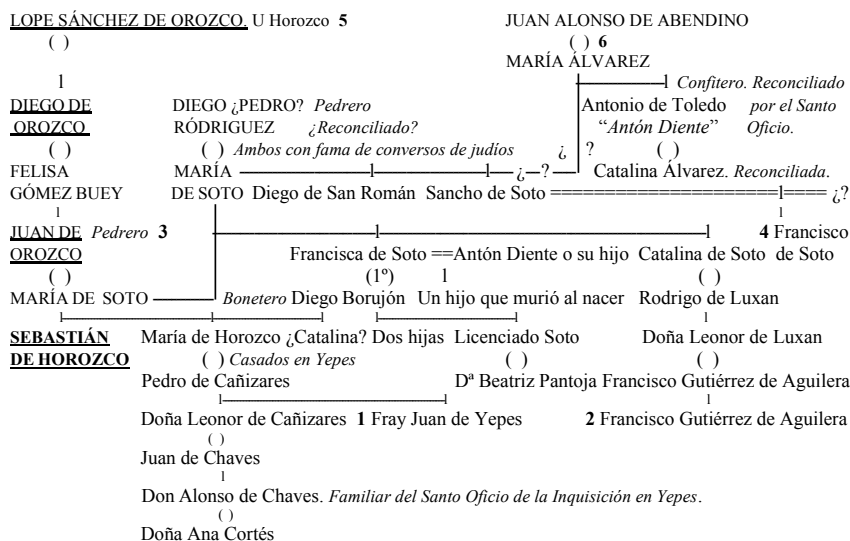 LOPE SÁNCHEZ DE OROZCO. U Horozco 5 JUAN ALONSO DE ABENDINO
( ) ( ) 6
MARÍA ÁLVAREZ
l l Confitero. Reconciliado
DIEGO DE DIEGO ¿PEDRO? Pedrero Antonio de Toledo por el Santo
OROZCO RÓDRIGUEZ ¿Reconciliado? “Antón Diente” Oficio.
( ) ( ) Ambos con fama de conversos de judíos ¿ ? ( )
FELISA MARÍA l l ¿ ? Catalina Álvarez. Reconciliada.
GÓMEZ BUEY DE SOTO Diego de San Román Sancho de Soto =====================l==== ¿?
l l
JUAN DE Pedrero 3 l l 4 Francisco
OROZCO Francisca de Soto ==Antón Diente o su hijo Catalina de Soto de Soto
( ) (1º) l ( )
MARÍA DE SOTO Bonetero Diego Borujón Un hijo que murió al nacer Rodrigo de Luxan
l l l l l l
SEBASTIÁN María de Horozco ¿Catalina? Dos hijas Licenciado Soto Doña Leonor de Luxan
DE HOROZCO ( ) Casados en Yepes ( ) ( )
Pedro de Cañizares Dª Beatriz Pantoja Francisco Gutiérrez de Aguilera
l l l
Doña Leonor de Cañizares 1 Fray Juan de Yepes 2 Francisco Gutiérrez de Aguilera
( )
Juan de Chaves
l
Don Alonso de Chaves. Familiar del Santo Oficio de la Inquisición en Yepes.
( )
Doña Ana Cortés